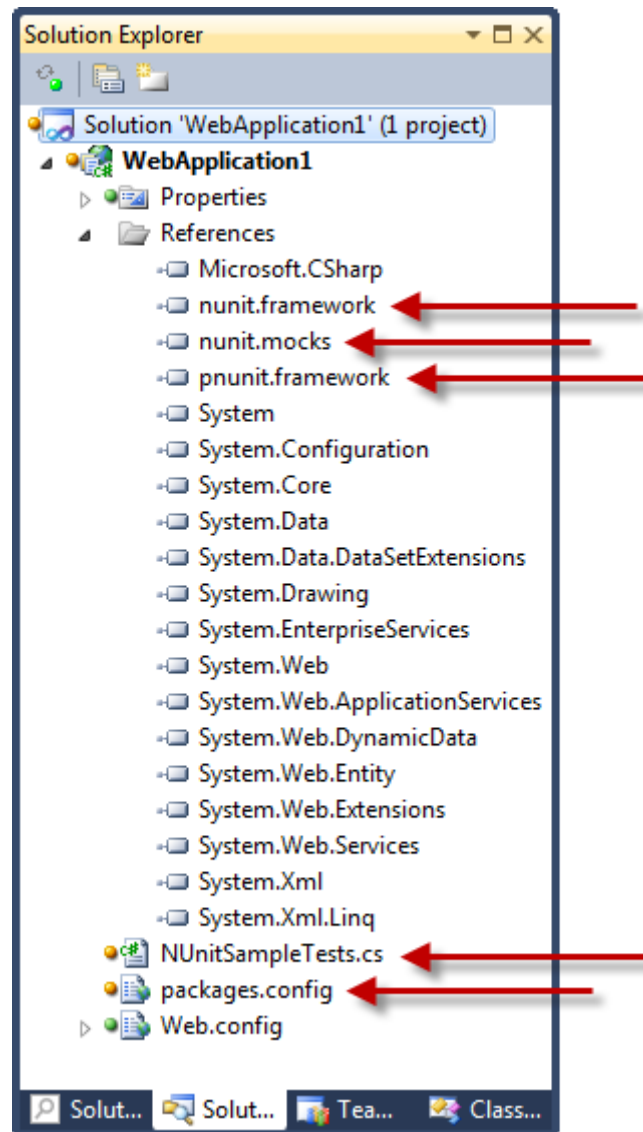 Solution Explorer
Solution 'WebApplication1' (1 project)
WebApplication1
Properties
References
Microsoft.CSharp
nunit.framework
nunit.mocks
pnunit.framework
System
System.Configuration
System.Core
System.Data
System.Data.DataSetExtensions
System.Drawing
System.EnterpriseServices
System.Web
System.Web.ApplicationServices
System.Web.DynamicData
System.Web.Entity
System.Web.Extensions
System.Web.Services
System.Xml
System.Xml.Linq
NUnitSampleTests.cs
packages.config
Web.config
Solut... Solut... Tea... Class...